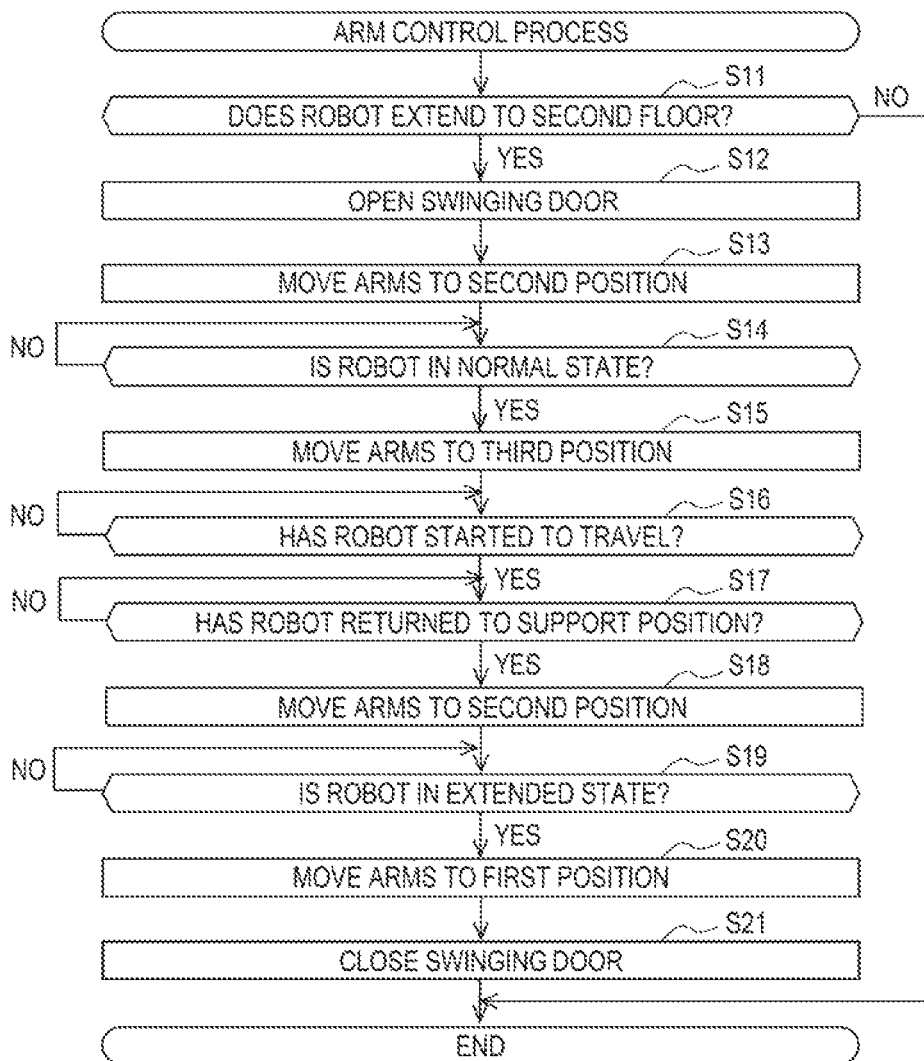 ARM CONTROL PROCESS
S11
DOES ROBOT EXTEND TO SECOND FLOOR?
NO
YES
S12
OPEN SWINGING DOOR
S13
MOVE ARMS TO SECOND POSITION
S14
NO
IS ROBOT IN NORMAL STATE?
YES
S15
MOVE ARMS TO THIRD POSITION
S16
NO
HAS ROBOT STARTED TO TRAVEL?
YES
S17
NO
HAS ROBOT RETURNED TO SUPPORT POSITION?
YES
S18
MOVE ARMS TO SECOND POSITION
S19
NO
IS ROBOT IN EXTENDED STATE?
YES
S20
MOVE ARMS TO FIRST POSITION
S21
CLOSE SWINGING DOOR
END